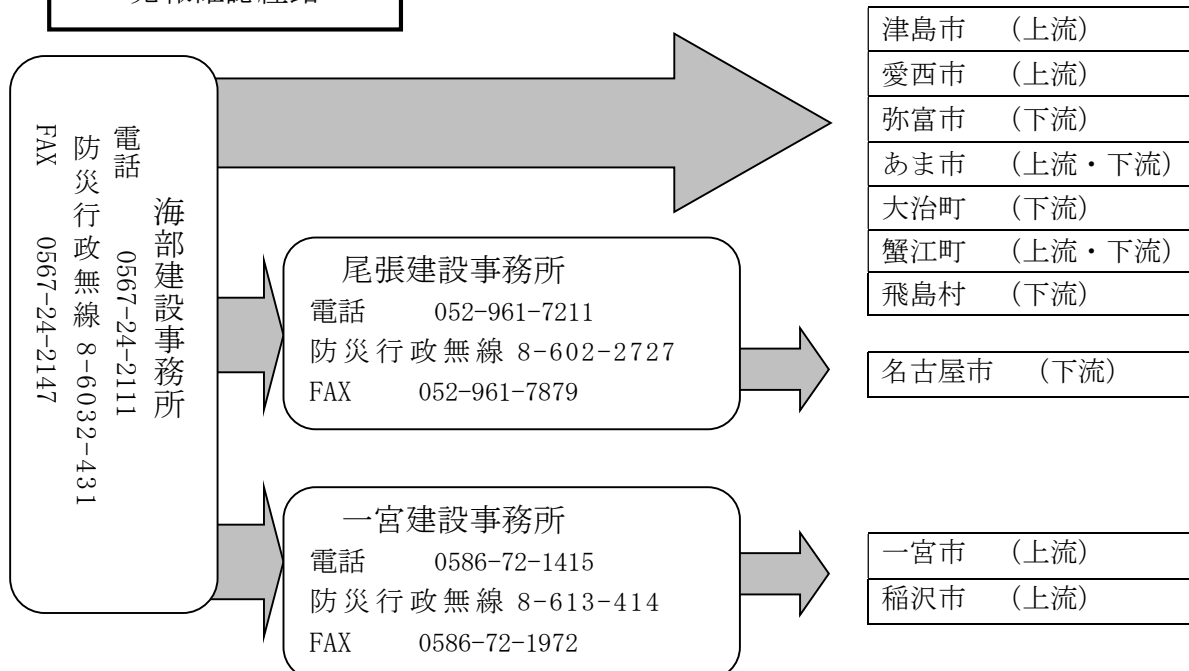 海部建設事務所
電話 0567-24-2111
防災行政無線 8-6032-431
FAX 0567-24-2147
尾張建設事務所
電話 052-961-7211
防災行政無線 8-602-2727
FAX 052-961-7879
一宮建設事務所
電話 0586-72-1415
防災行政無線 8-613-414
FAX 0586-72-1972
津島市 （上流）
愛西市 （上流）
弥富市 （下流）
あま市 （上流・下流）
大治町 （下流）
蟹江町 （上流・下流）
飛島村 （下流）
名古屋市 （下流）
一宮市 （上流）
稲沢市 （上流）